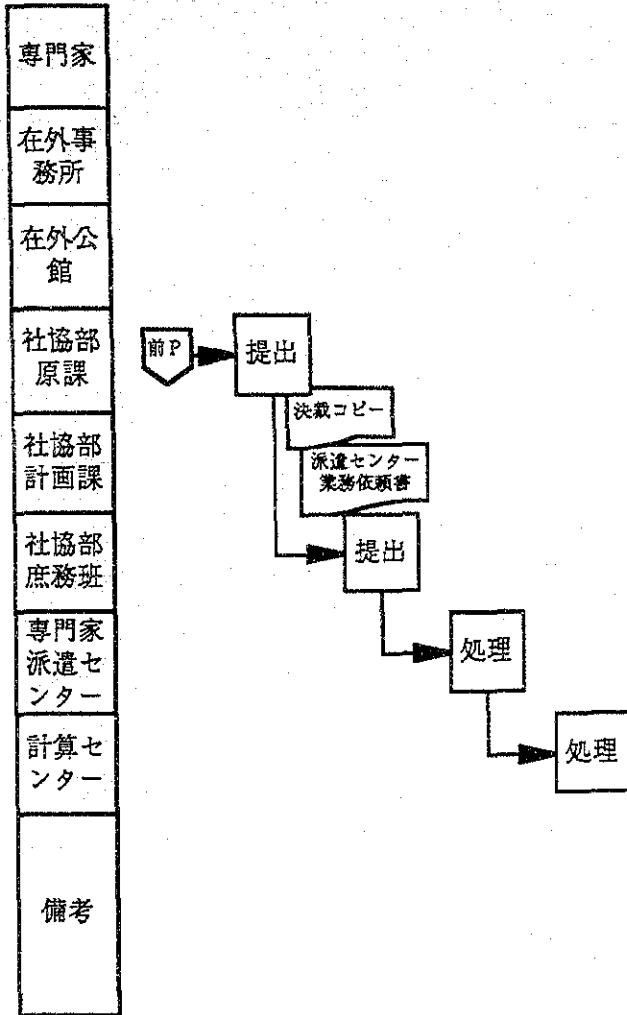 専門家
在外事
務所
在外公
館
社協部
原課
前P
提出
決裁コピー
社協部
計画課
派遣センター
業務依頼書
社協部
庶務班
提出
専門家
派遣セ
ンター
処理
計算セ
ンター
処理
備考